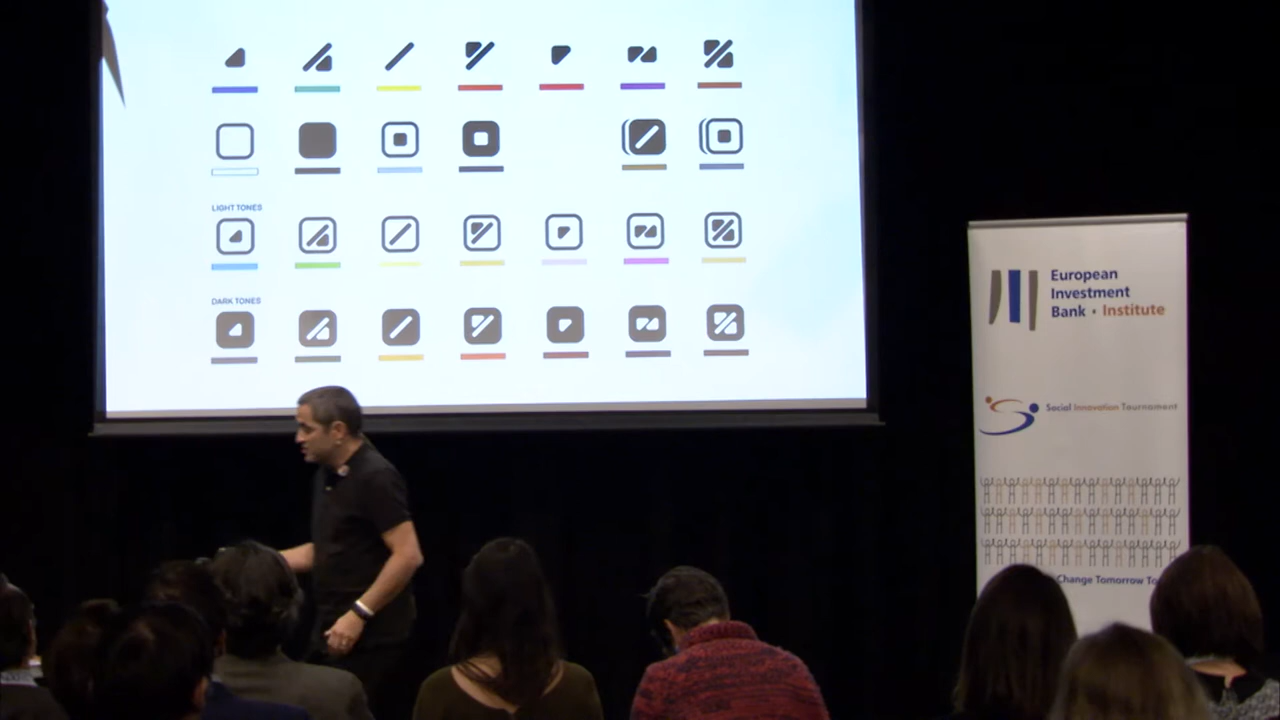 LIGHT TONES
DARK TONES
European
Investment
Bank · Institute
Social Innovation Tournament
Change Tomorrow